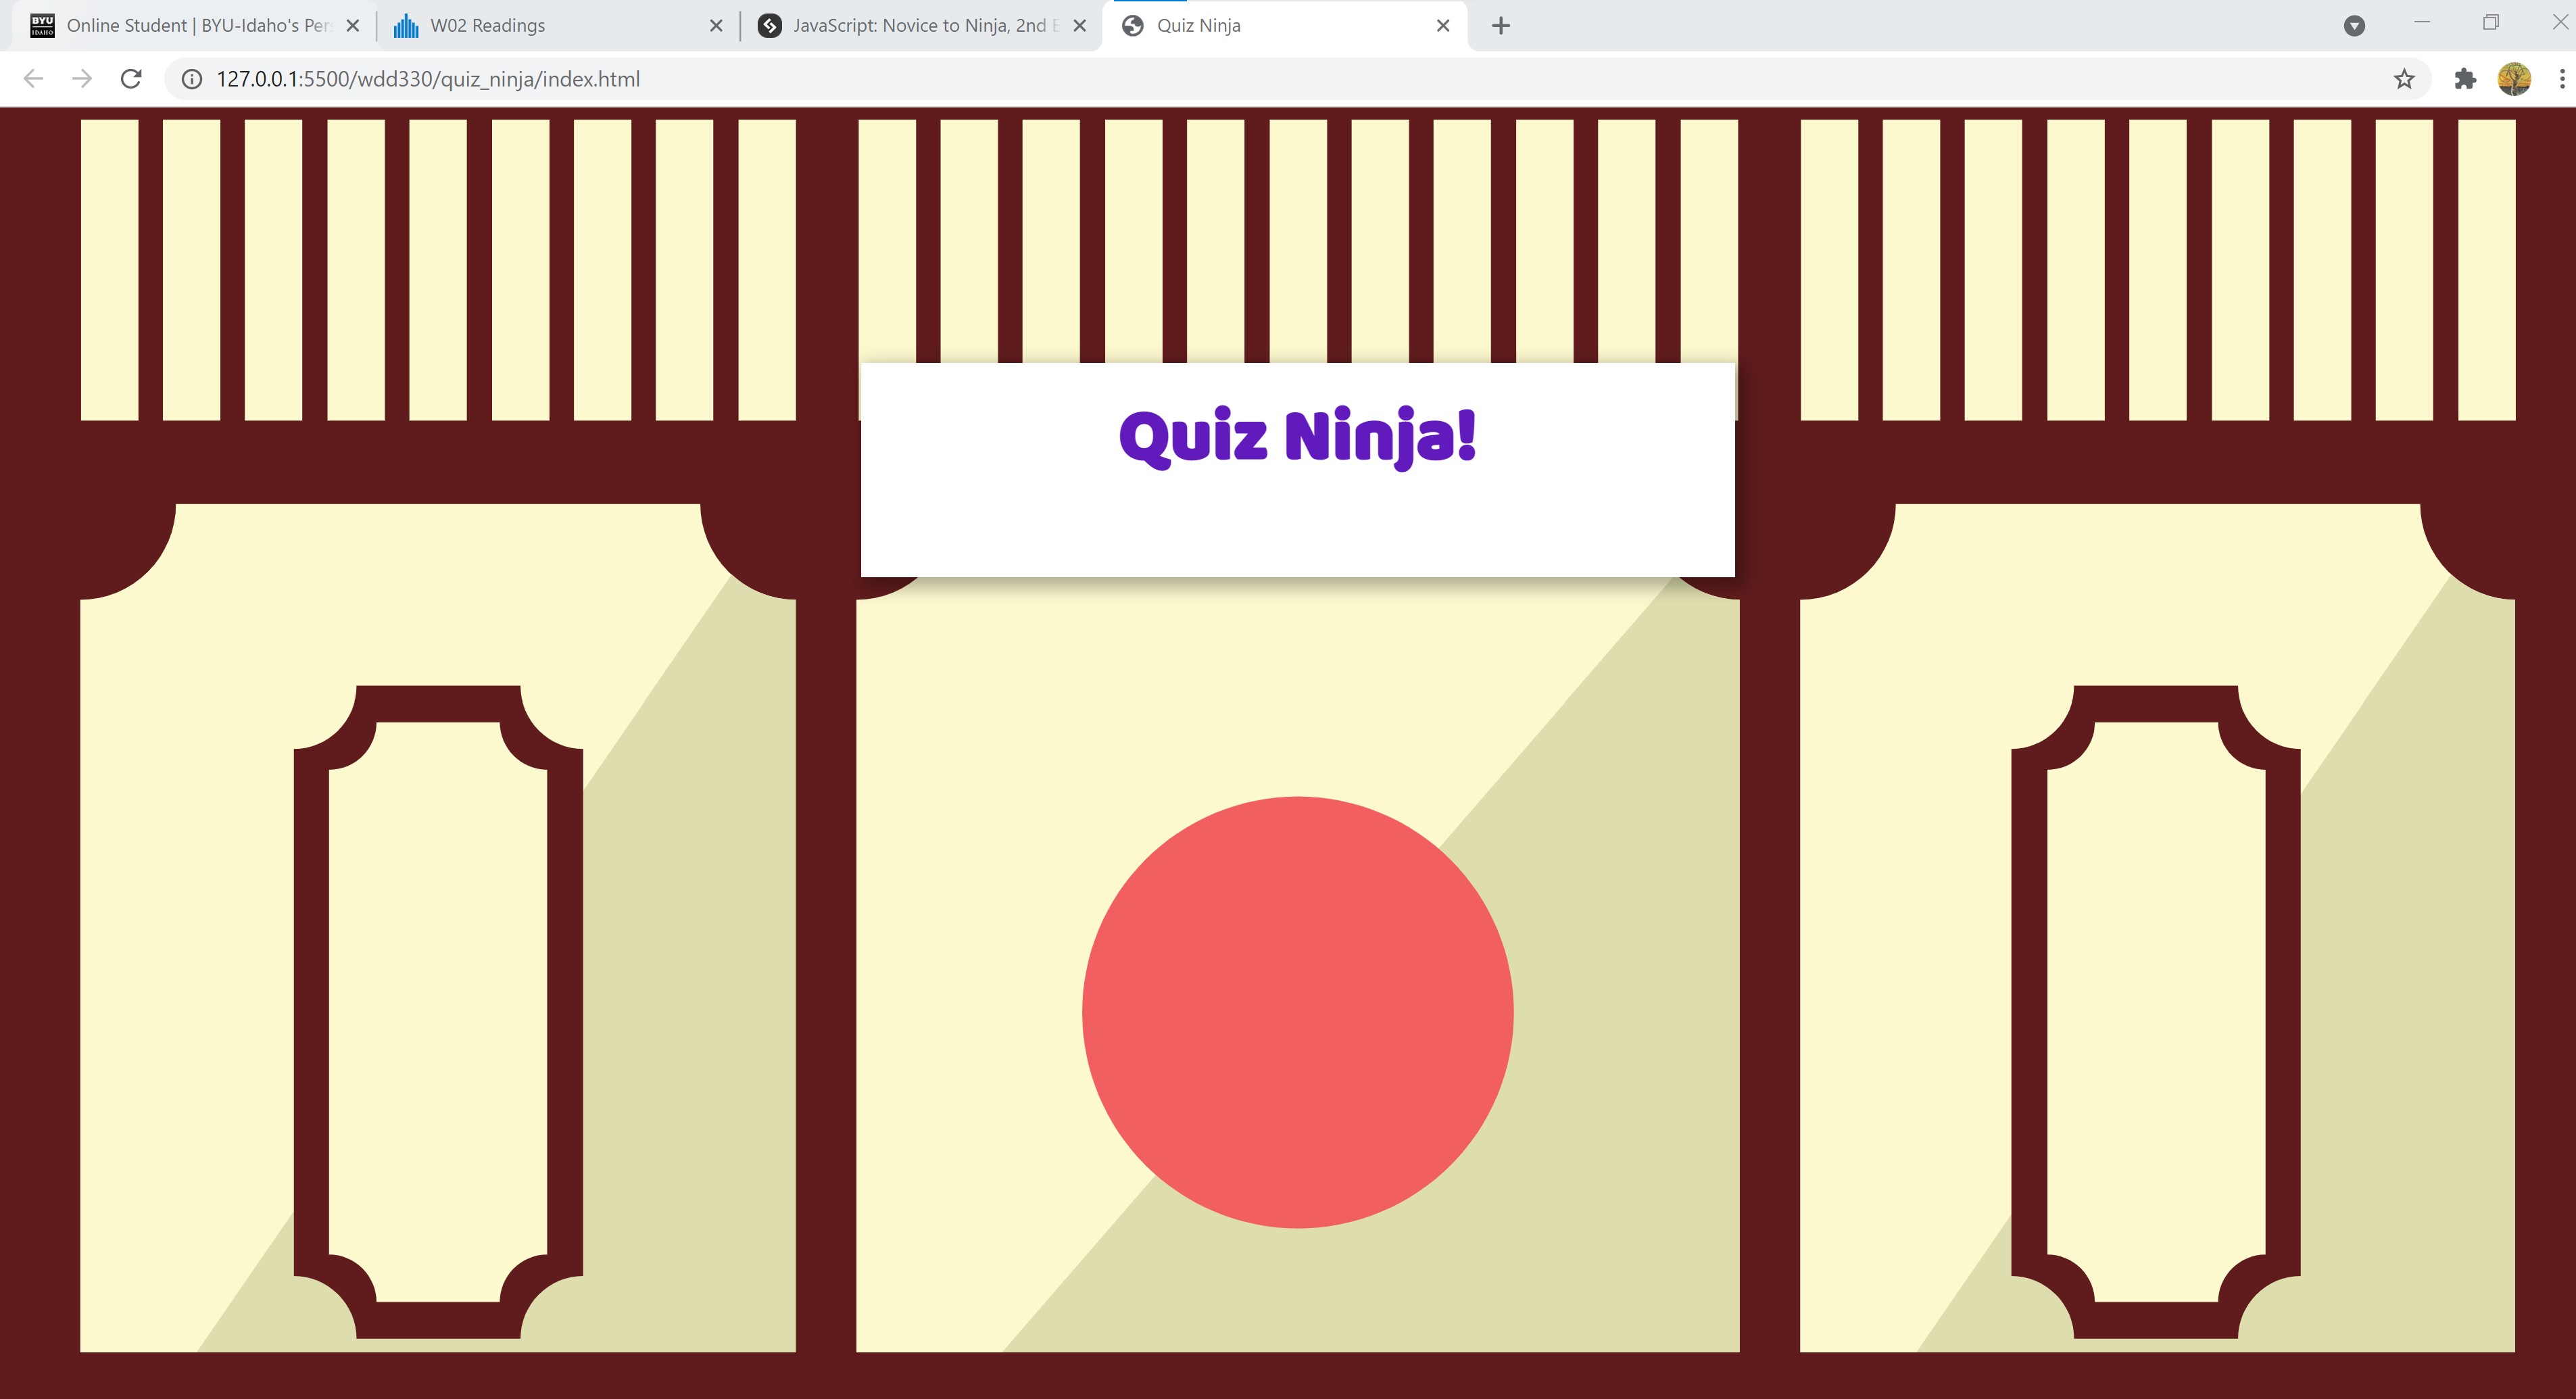 BYU IDAHO Online Student | BYU-Idaho's Per
W02 Readings
JavaScript: Novice to Ninja, 2nd E
Quiz Ninja
127.0.0.1:5500/wdd330/quiz_ninja/index.html
Quiz Ninja!